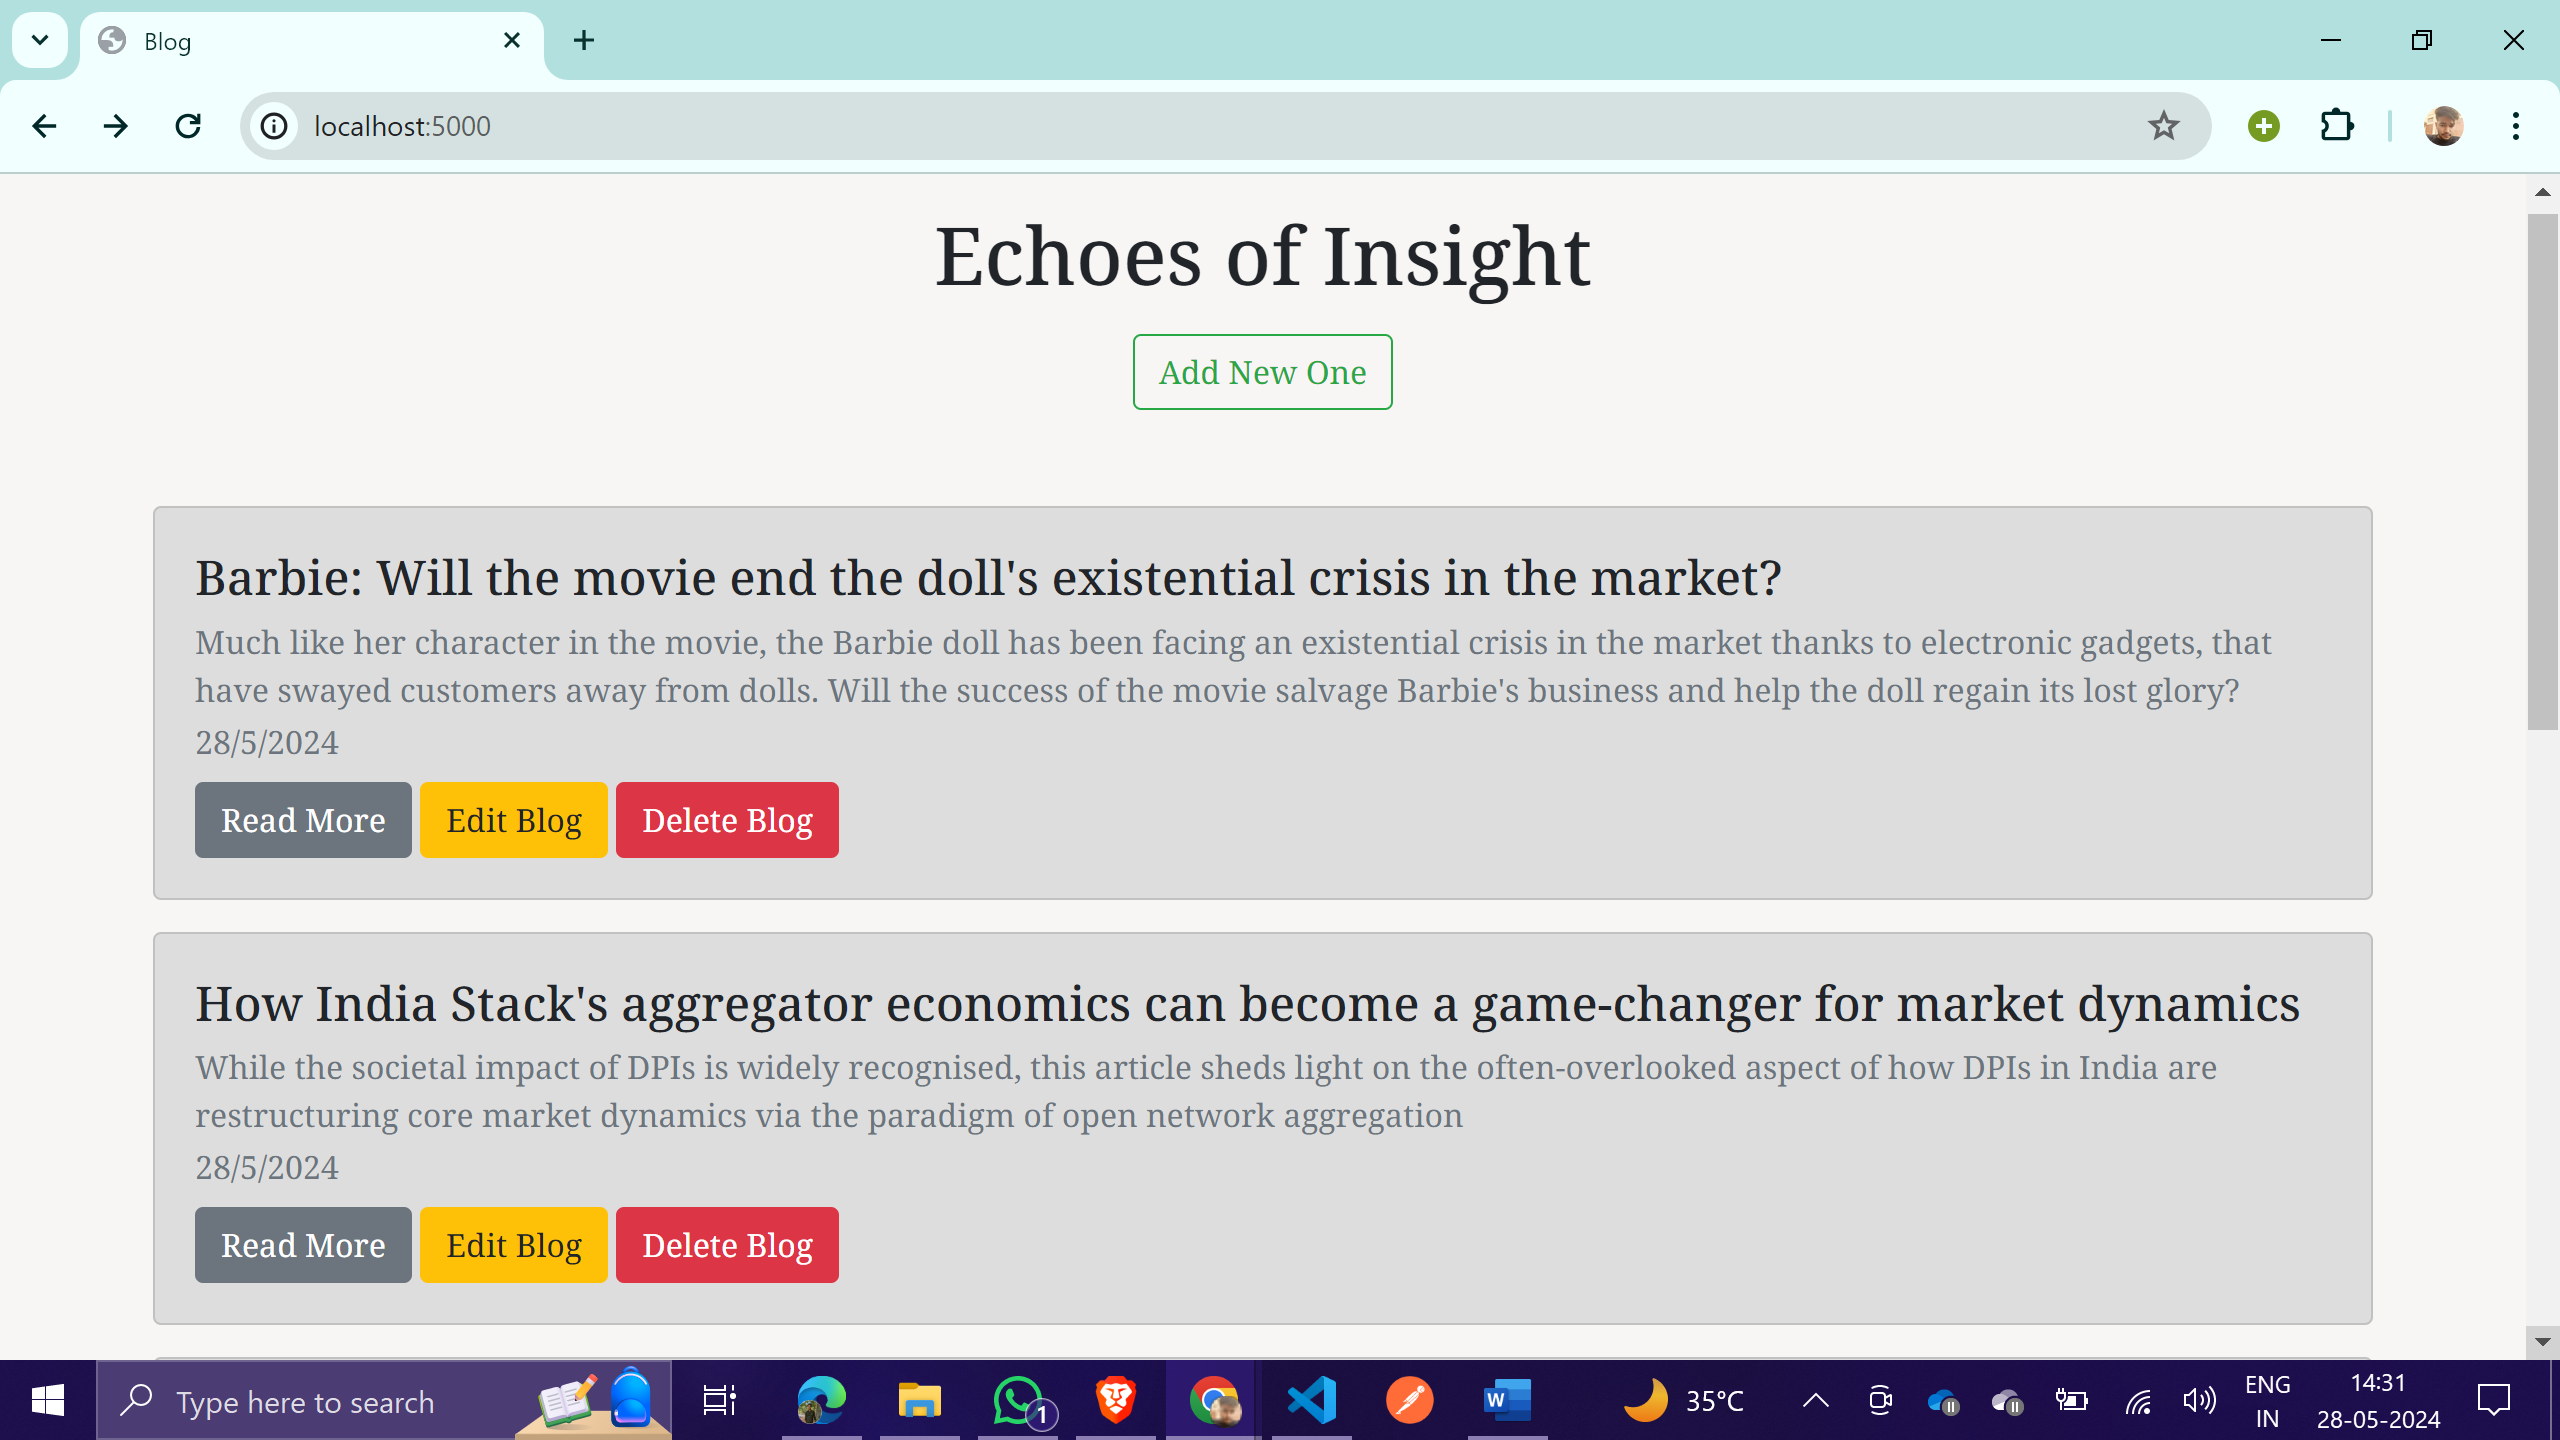 Blog
localhost:5000
Echoes of Insight
Add New One
Barbie: Will the movie end the doll's existential crisis in the market?
Much like her character in the movie, the Barbie doll has been facing an existential crisis in the market thanks to electronic gadgets, that
have swayed customers away from dolls. Will the success of the movie salvage Barbie's business and help the doll regain its lost glory?
28/5/2024
Read More Edit Blog Delete Blog
How India Stack's aggregator economics can become a game-changer for market dynamics
While the societal impact of DPIs is widely recognised, this article sheds light on the often-overlooked aspect of how DPIs in India are
restructuring core market dynamics via the paradigm of open network aggregation
28/5/2024
Read More Edit Blog Delete Blog
Type here to search
1
W
35°C
ENG
IN
14:31
28-05-2024